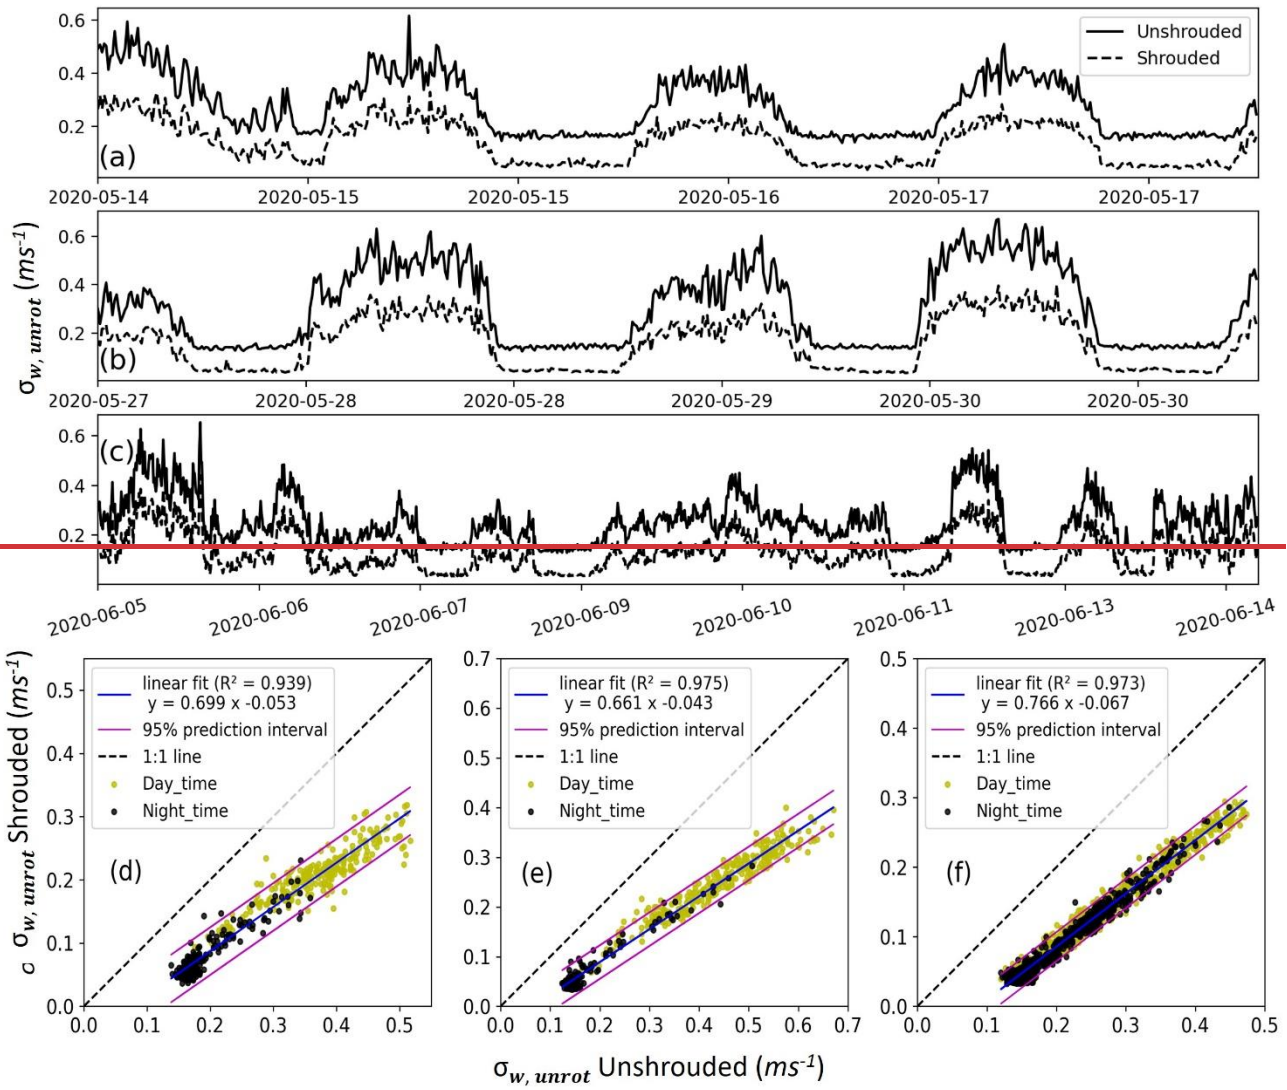 0.6
0.4
0.2
Unshrouded
Shrouded
(a)
2020-05-14 2020-05-15 2020-05-15 2020-05-16 2020-05-17 2020-05-17
σw, unrot (ms-1)
0.6
0.4
0.2
(b)
2020-05-27 2020-05-28 2020-05-28 2020-05-29 2020-05-30 2020-05-30
0.6
0.4
0.2
(c)
2020-06-05 2020-06-06 2020-06-07 2020-06-09 2020-06-10 2020-06-11 2020-06-13 2020-06-14
c σw, unrot Shrouded (ms-1)
0.5
0.4
0.3
0.2
0.1
0.0
linear fit (R² = 0.939)
y = 0.699 x -0.053
95% prediction interval
1:1 line
Day_time
Night_time
(d)
0.0 0.1 0.2 0.3 0.4 0.5
0.7
0.6
0.5
0.4
0.3
0.2
0.1
0.0
linear fit (R² = 0.975)
y = 0.661 x -0.043
95% prediction interval
1:1 line
Day_time
Night_time
(e)
0.0 0.1 0.2 0.3 0.4 0.5 0.6 0.7
0.5
0.4
0.3
0.2
0.1
0.0
linear fit (R² = 0.973)
y = 0.766 x -0.067
95% prediction interval
1:1 line
Day_time
Night_time
(f)
0.0 0.1 0.2 0.3 0.4 0.5
σw, unrot Unshrouded (ms-1)